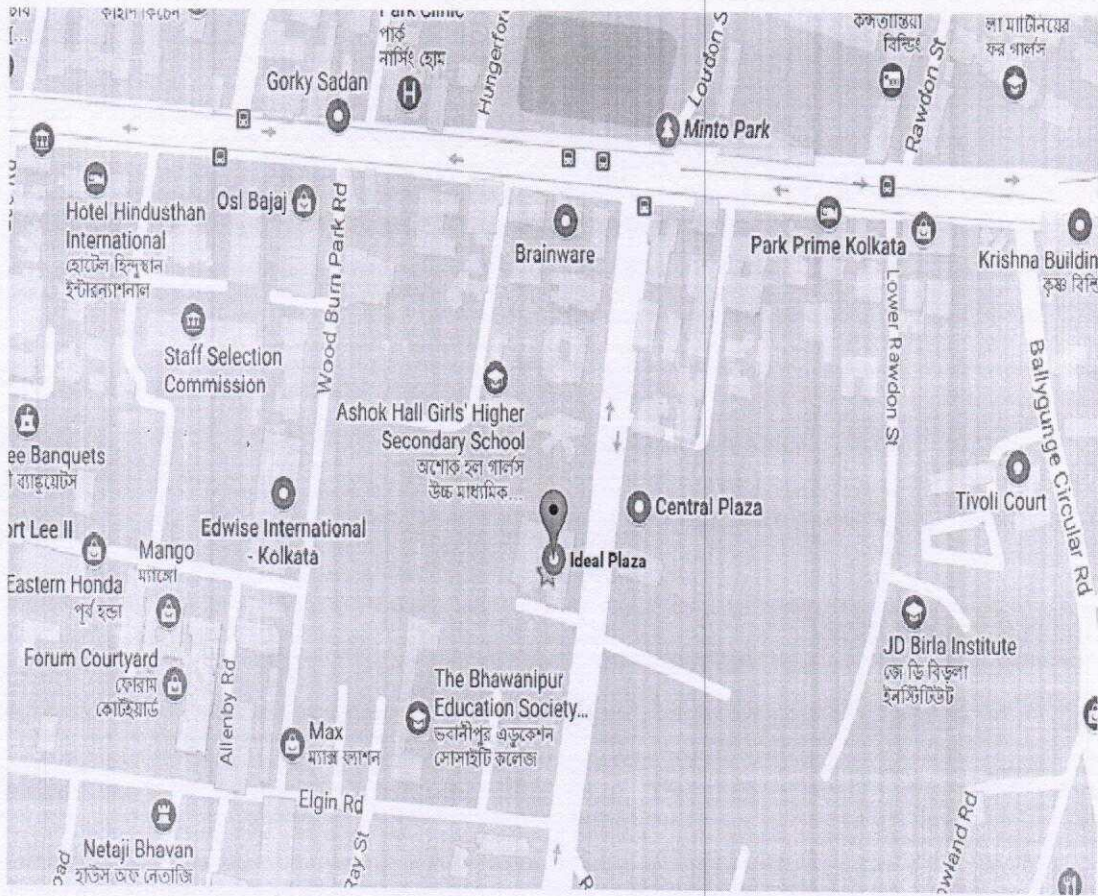 পার্ক
নার্সিং হোম
Gorky Sadan
Loudon S
Rawdon St
বিল্ডিং
লা মার্টিনিয়ের
ফর গার্লস
Minto Park
Hotel Hindusthan
International
হোটেল হিন্দুস্থান
ইন্টারন্যাশনাল
Osl Bajaj
Wood Burn Park Rd
Brainware
Park Prime Kolkata
Krishna Buildin
কৃষ্ণ বিল্ডি
Staff Selection
Commission
Lower Rawdon St
Ballygunge Circular Rd
Ashok Hall Girls' Higher
Secondary School
অশোক হল গার্লস
উচ্চ মাধ্যমিক...
ee Banquets
ী ব্যাঙ্কুয়েটস
Edwise International
- Kolkata
Central Plaza
Tivoli Court
Ideal Plaza
ort Lee II
Mango
ম্যাঙ্গো
Eastern Honda
পূর্ব হন্ডা
Forum Courtyard
ফোরাম
কোর্টইয়ার্ড
Allenby Rd
JD Birla Institute
জে ডি বিড়লা
ইনস্টিটিউট
The Bhawanipur
Education Society...
ভবানীপুর এডুকেশন
সোসাইটি কলেজ
Max
ম্যাক্স ফ্যাশন
Elgin Rd
Netaji Bhavan
হাউস অফ নেতাজি
Ray St
owland Rd